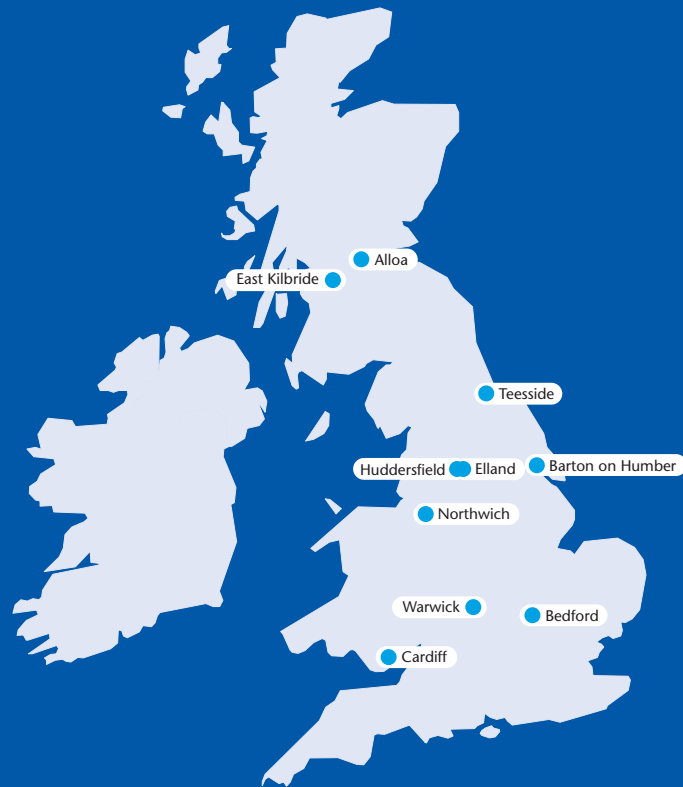 Alloa
East Kilbride
Teesside
Huddersfield
Elland
Barton on Humber
Northwich
Warwick
Bedford
Cardiff